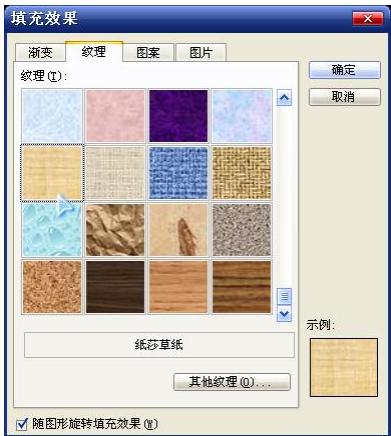 填充效果
渐变 纹理 图案 图片
纹理(T):
确定
取消
纸莎草纸
示例:
其他纹理(O)...
随图形旋转填充效果(W)